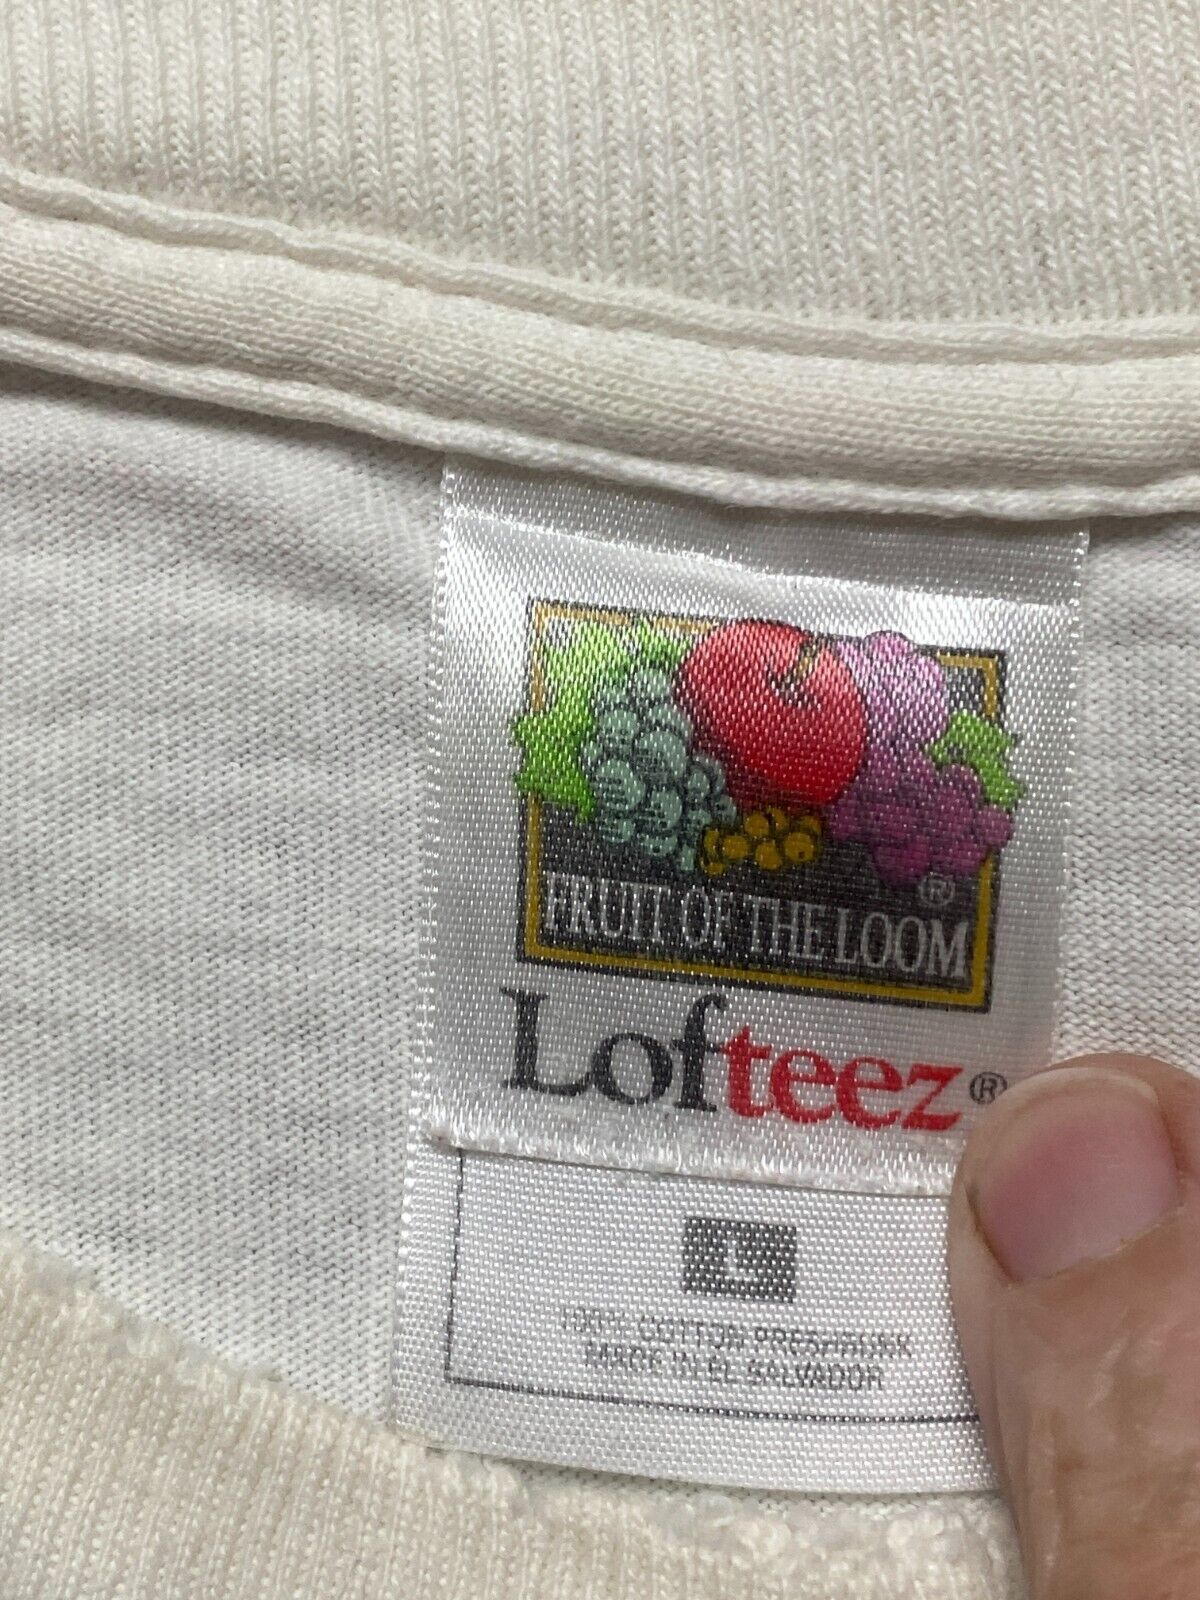 FRUIT OF THE LOOM ®
Lofteez ®
L
100% COTTON PRESHRUNK
MADE IN EL SALVADOR